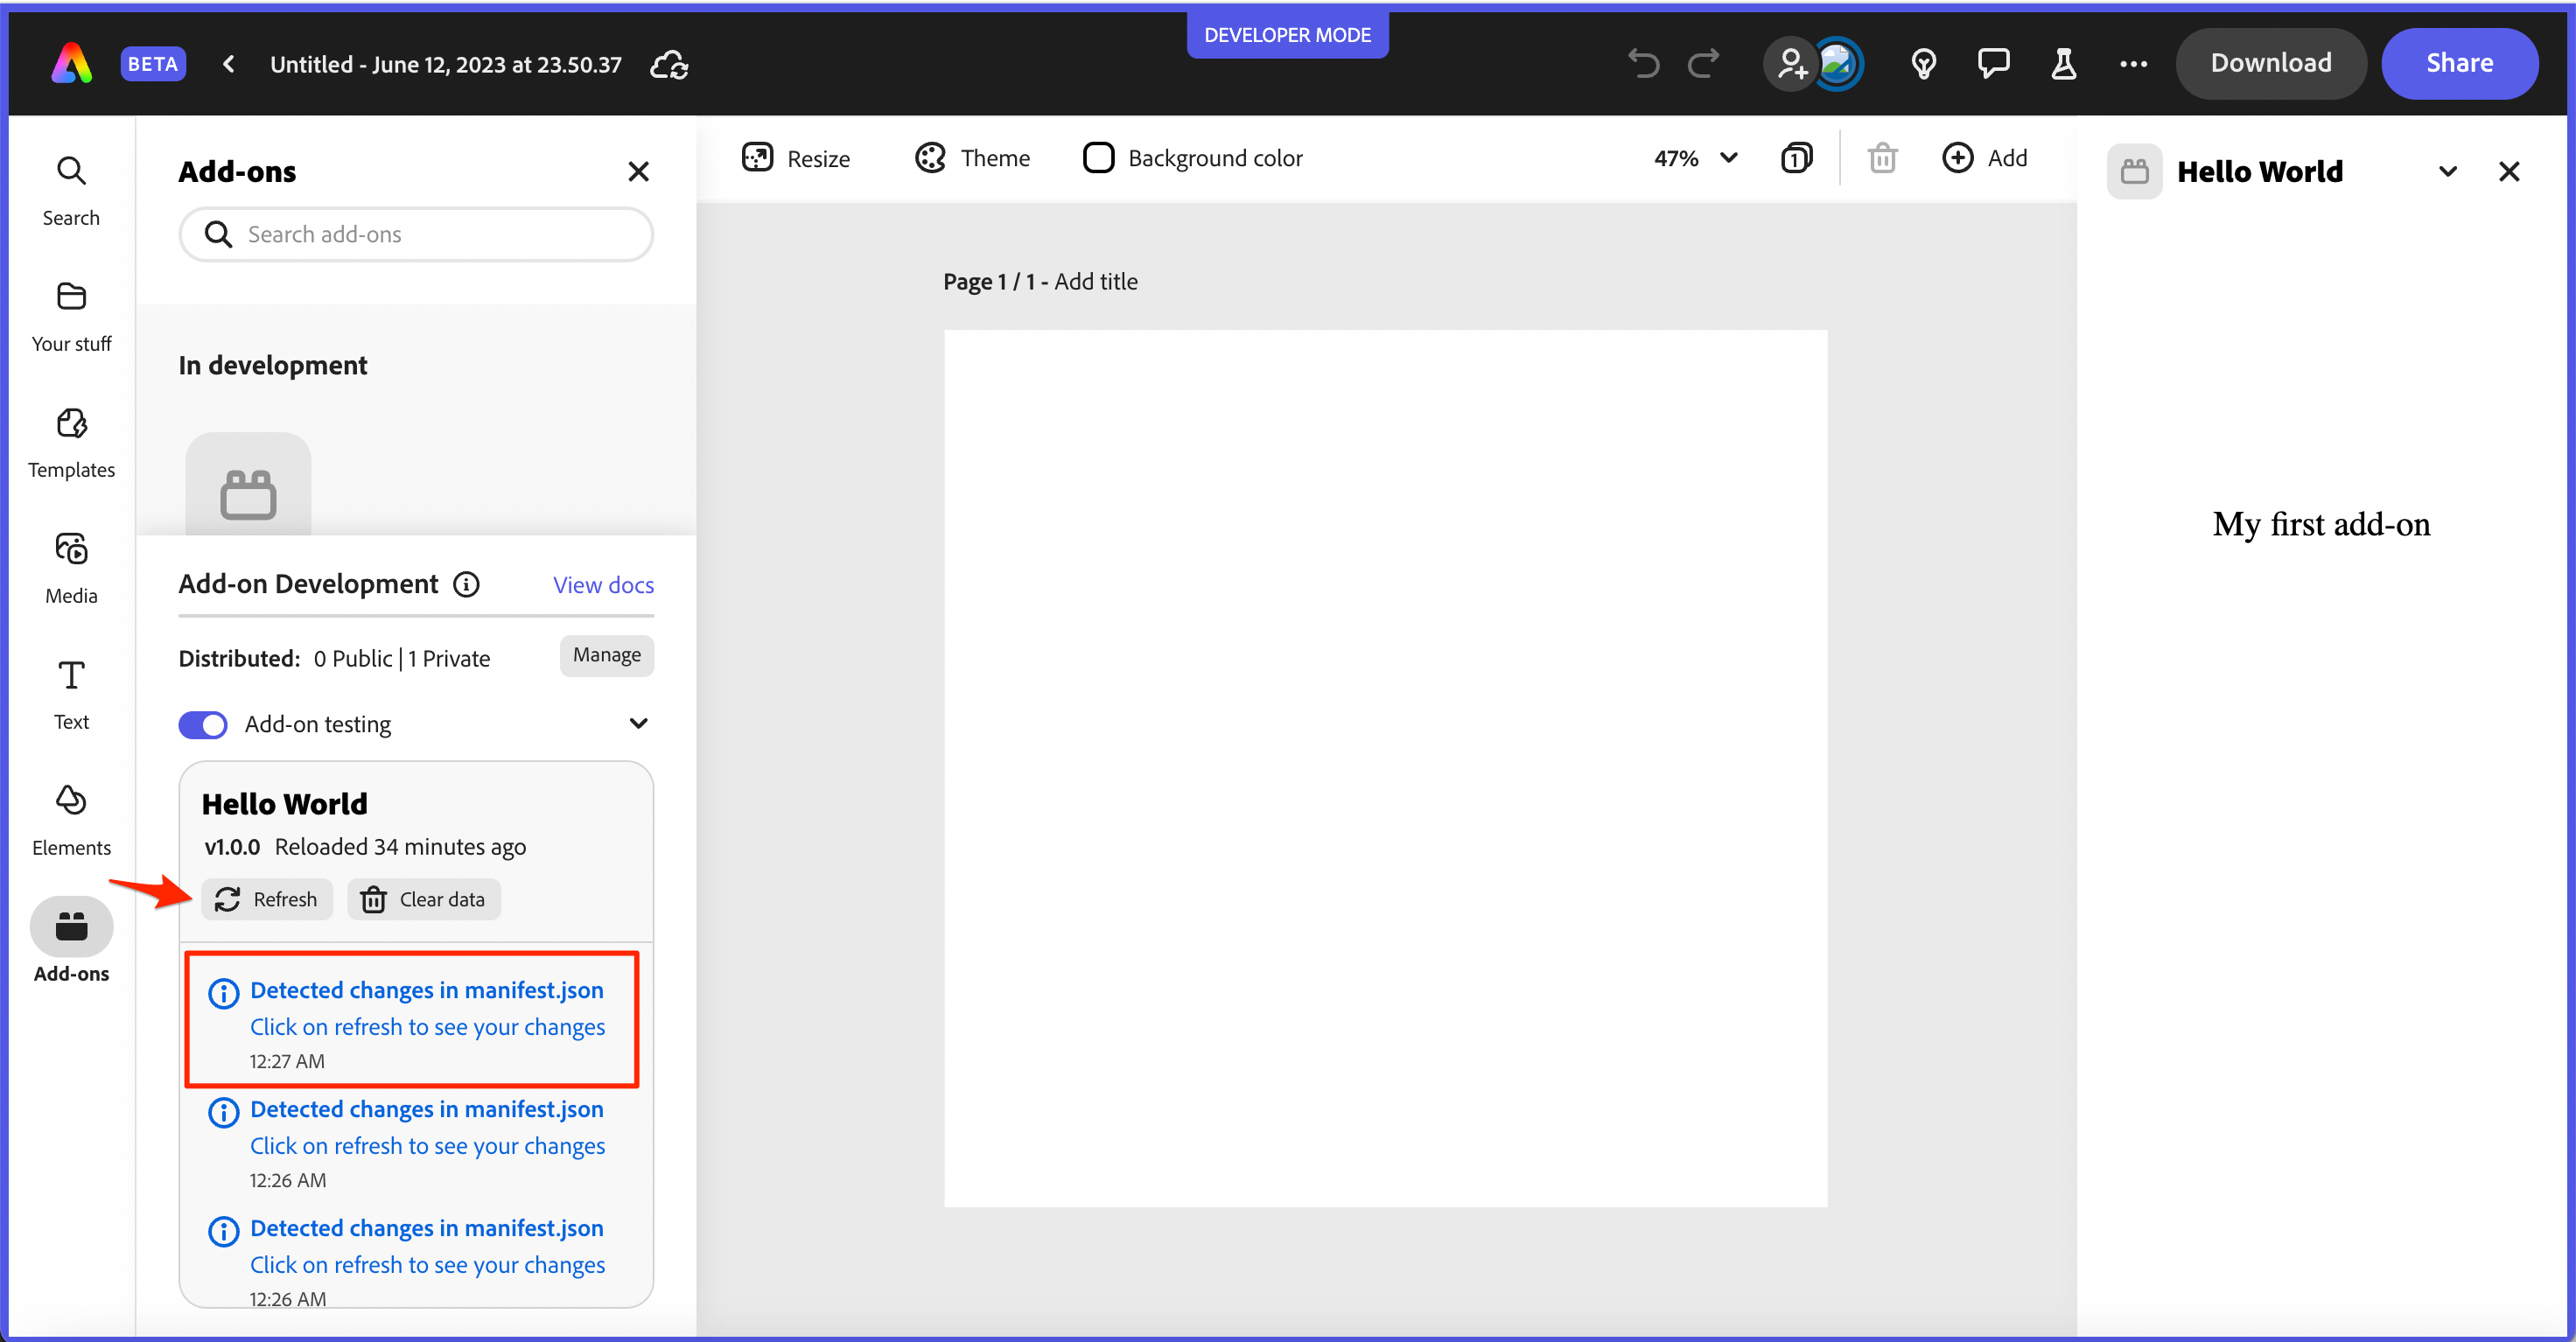 DEVELOPER MODE
BETA
Untitled - June 12, 2023 at 23.50.37
Download
Share
Search
Your stuff
Templates
Media
Text
Elements
Add-ons
Add-ons
Search add-ons
In development
Add-on Development
View docs
Distributed: 0 Public | 1 Private
Manage
Add-on testing
Hello World
v1.0.0 Reloaded 34 minutes ago
Refresh
Clear data
Detected changes in manifest.json
Click on refresh to see your changes
12:27 AM
Detected changes in manifest.json
Click on refresh to see your changes
12:26 AM
Detected changes in manifest.json
Click on refresh to see your changes
12:26 AM
Resize
Theme
Background color
47%
1
Add
Page 1 / 1 - Add title
Hello World
My first add-on